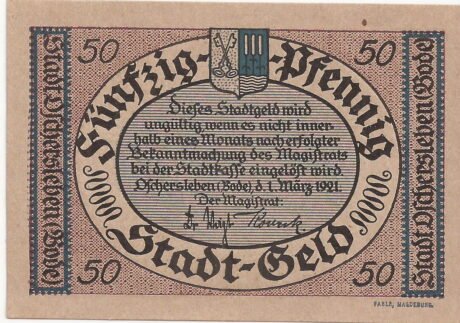 50 50
Stadt Oschersleben (Bode)
Fünfzig-Pfennig
Dieses Stadtgeld wird
ungültig, wenn es nicht inner-
halb eines Monats nach erfolgter
Bekanntmachung des Magistrats
bei der Stadtkasse eingelöst wird.
Oschersleben (Bode) d. 1. März 1921.
Der Magistrat:
Stadt-Geld
Stadt Oschersleben (Bode)
50 50
FABER, MAGDEBURG.